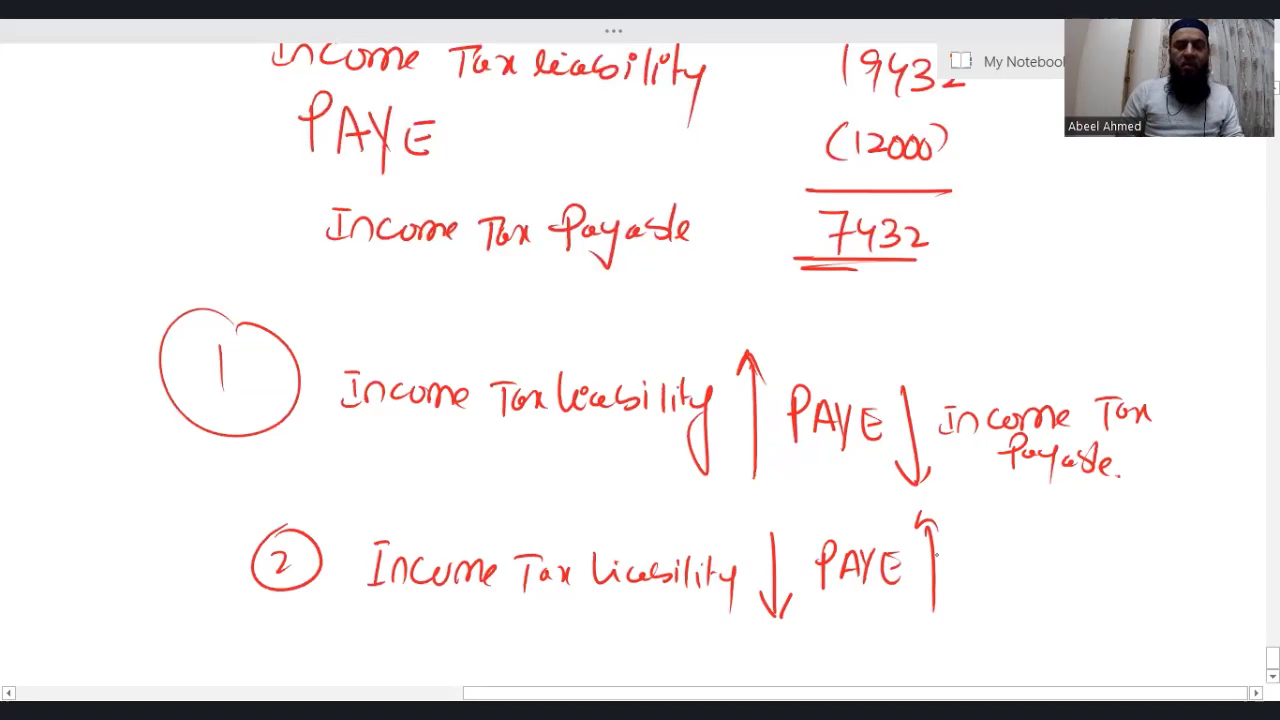 Income Tax liability 19432
My Notebook
Abeel Ahmed
PAYE (12000)
Income Tax Payable 7432
1 Income Tax liability PAYE Income Tax
Payable.
2 Income Tax liability PAYE